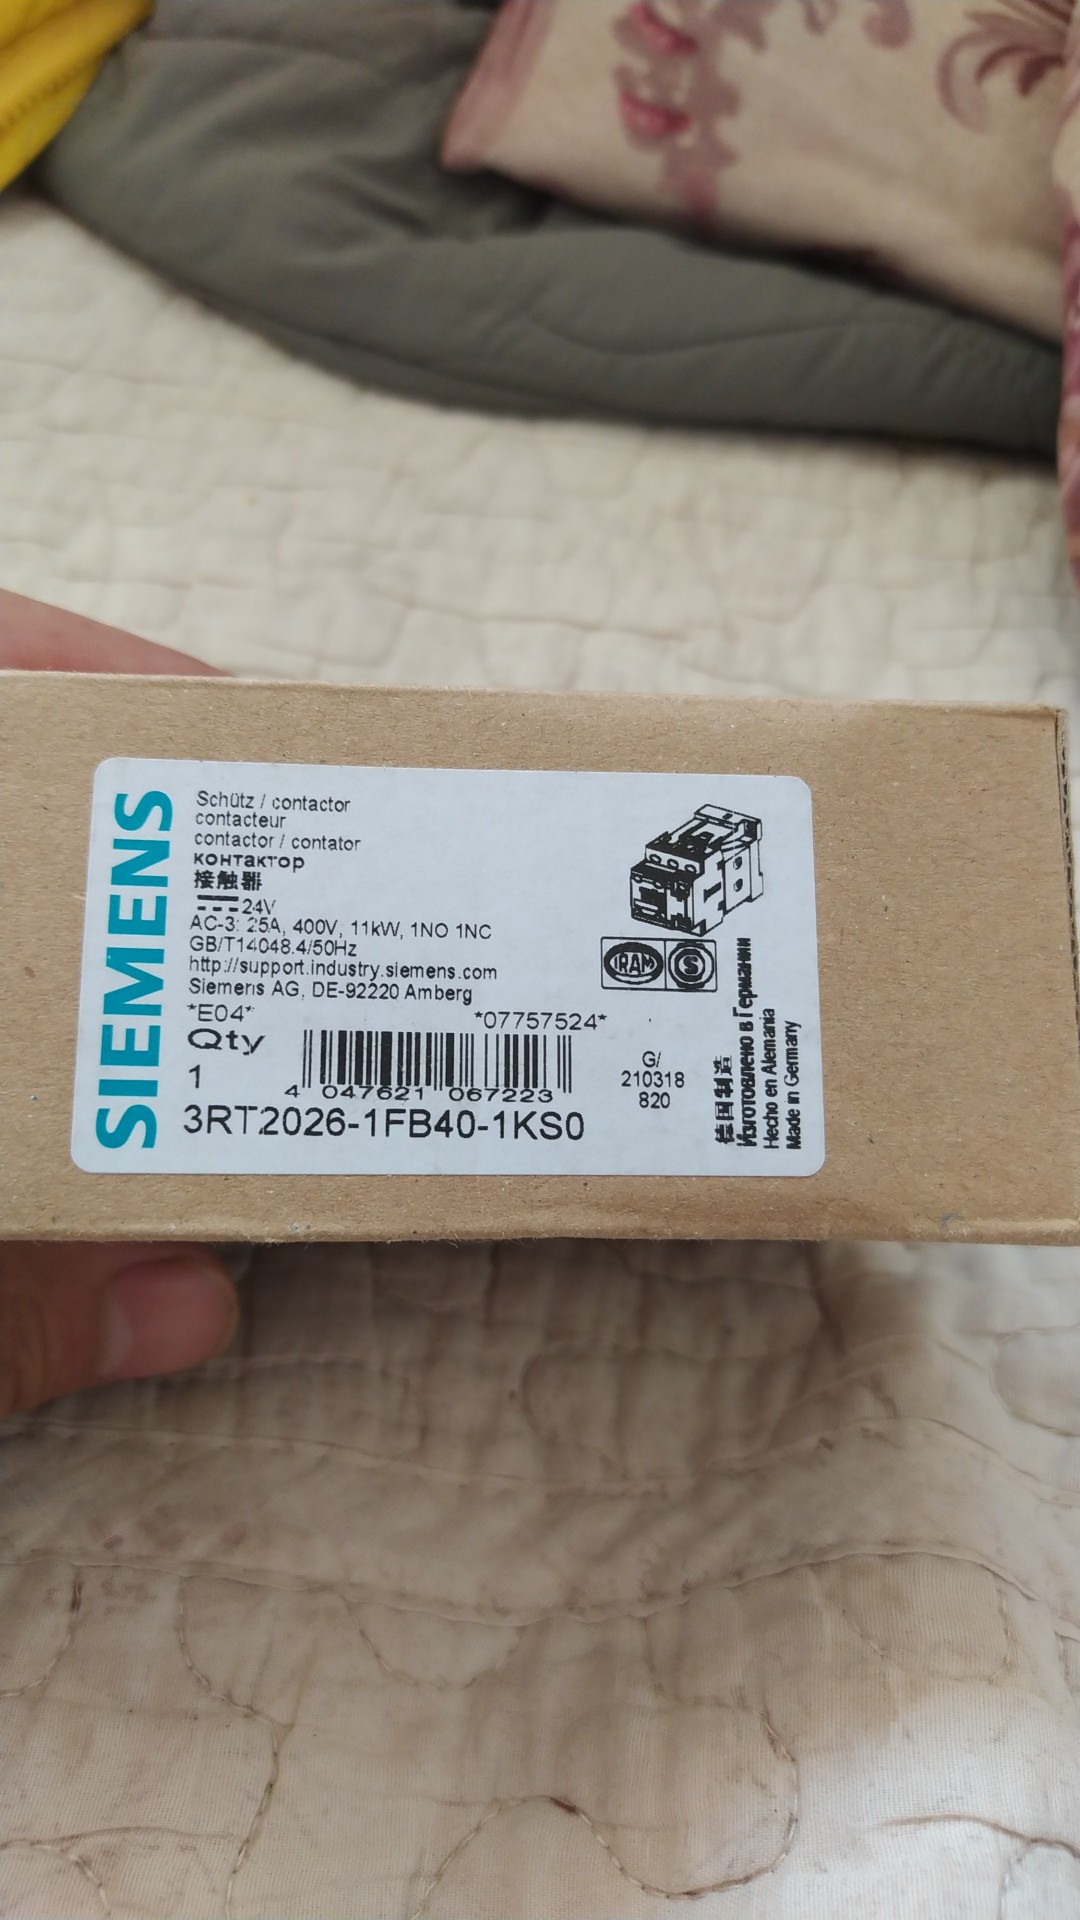 SIEMENS
Schütz / contactor
contacteur
contactor / contator
контактор
接触器
24V
AC-3: 25A, 400V, 11kW, 1NO 1NC
GB/T14048.4/50Hz
http://support.industry.siemens.com
Siemens AG, DE-92220 Amberg
*E04*
*07757524*
Qty
1
4 047621 067223
3RT2026-1FB40-1KS0
IRAM
S
G/
210318
820
德国制造
Изготовлено в Германии
Hecho en Alemania
Made in Germany